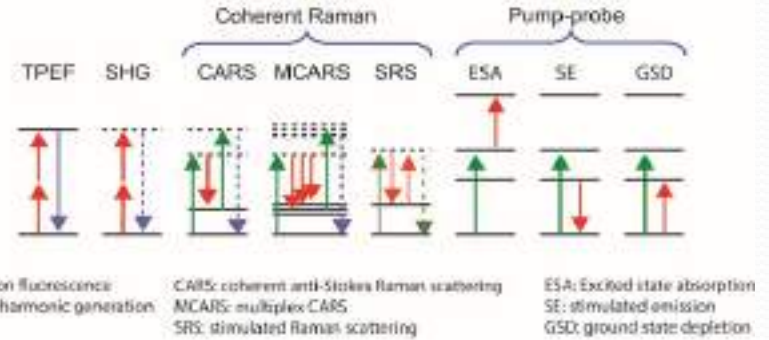 Coherent Raman Pump-probe
TPEF SHG CARS MCARS SRS ESA SE GSD
on fluorescence CARS: coherent anti-Stokes Raman scattering ESA: Excited state absorption
harmonic generation MCARS: multiplex CARS SE: stimulated emission
SRS: stimulated Raman scattering GSD: ground state depletion